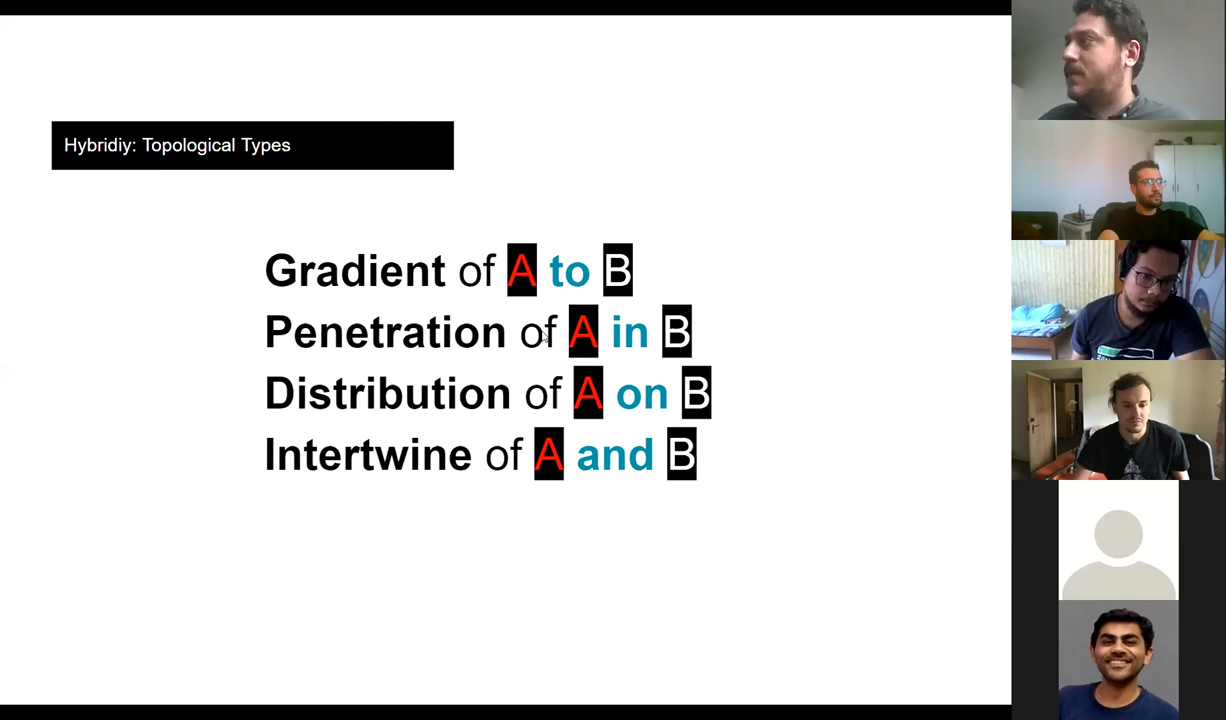 Hybridiy: Topological Types
Gradient of A to B
Penetration of A in B
Distribution of A on B
Intertwine of A and B